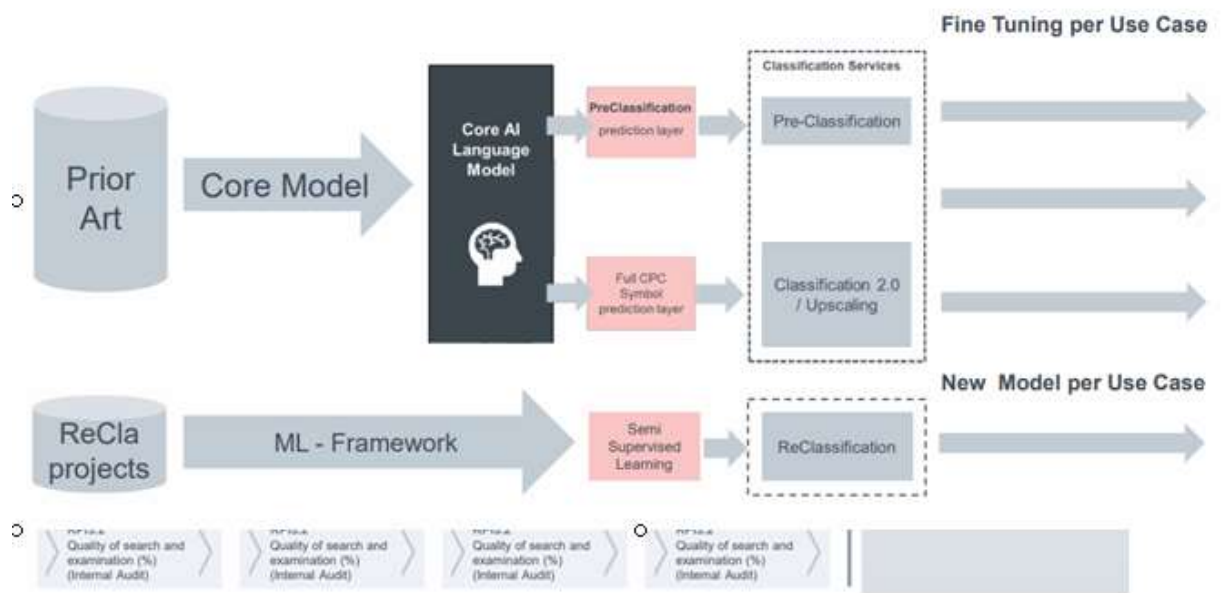 Fine Tuning per Use Case
Classification Services
Prior
Art
Core Model
Core AI
Language
Model
PreClassification
prediction layer
Pre-Classification
Full CPC
Symbol
prediction layer
Classification 2.0
/ Upscaling
New Model per Use Case
ReCla
projects
ML - Framework
Semi
Supervised
Learning
ReClassification
Quality of search and
examination (%)
(Internal Audit)
Quality of search and
examination (%)
(Internal Audit)
Quality of search and
examination (%)
(Internal Audit)
Quality of search and
examination (%)
(Internal Audit)